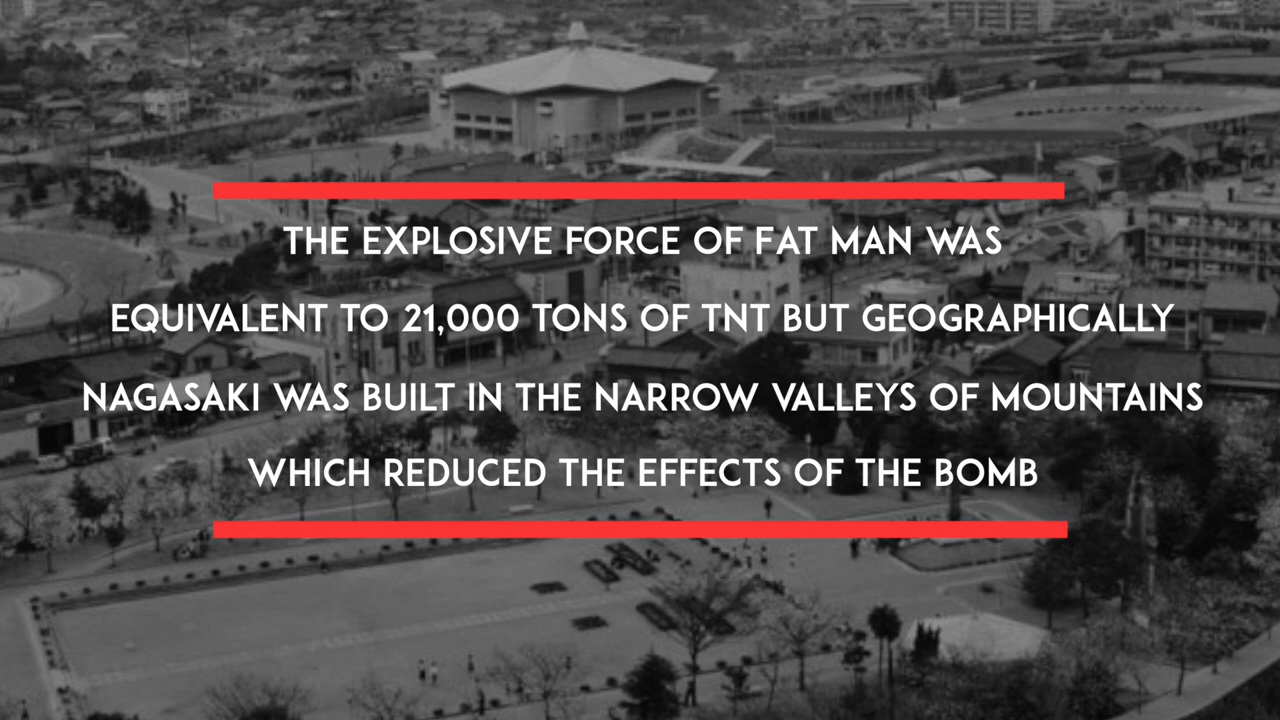 THE EXPLOSIVE FORCE OF FAT MAN WAS
EQUIVALENT TO 21,000 TONS OF TNT BUT GEOGRAPHICALLY
NAGASAKI WAS BUILT IN THE NARROW VALLEYS OF MOUNTAINS
WHICH REDUCED THE EFFECTS OF THE BOMB